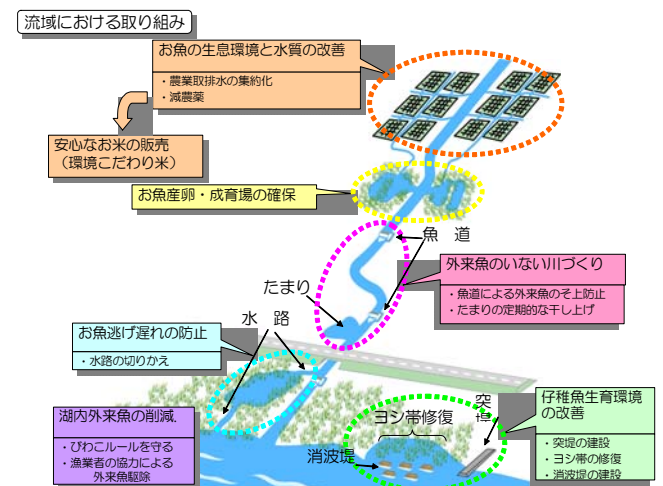 流域における取り組み
お魚の生息環境と水質の改善
・農業取排水の集約化
・減農薬
安心なお米の販売
（環境こだわり米）
お魚産卵・成育場の確保
魚　道
外来魚のいない川づくり
・魚道による外来魚のそ上防止
・たまりの定期的な干し上げ
たまり
水　路
お魚逃げ遅れの防止
・水路の切りかえ
湖内外来魚の削減.
・びわこルールを守る
・漁業者の協力による
外来魚駆除
ヨシ帯修復
消波堤
突堤
仔稚魚生育環境
の改善
・突堤の建設
・ヨシ帯の修復
・消波堤の建設